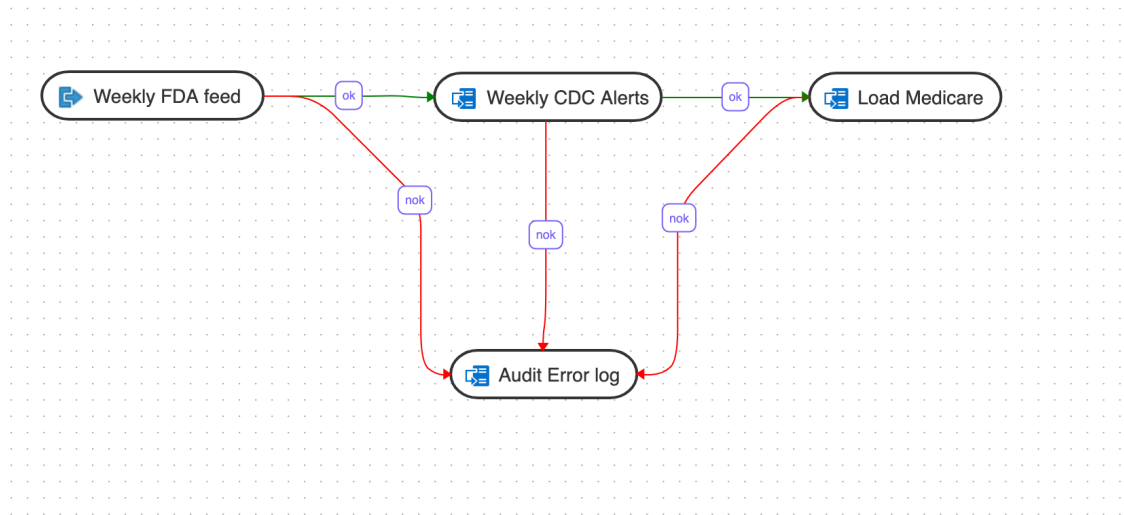 Weekly FDA feed
ok
Weekly CDC Alerts
ok
Load Medicare
nok
nok
nok
Audit Error log